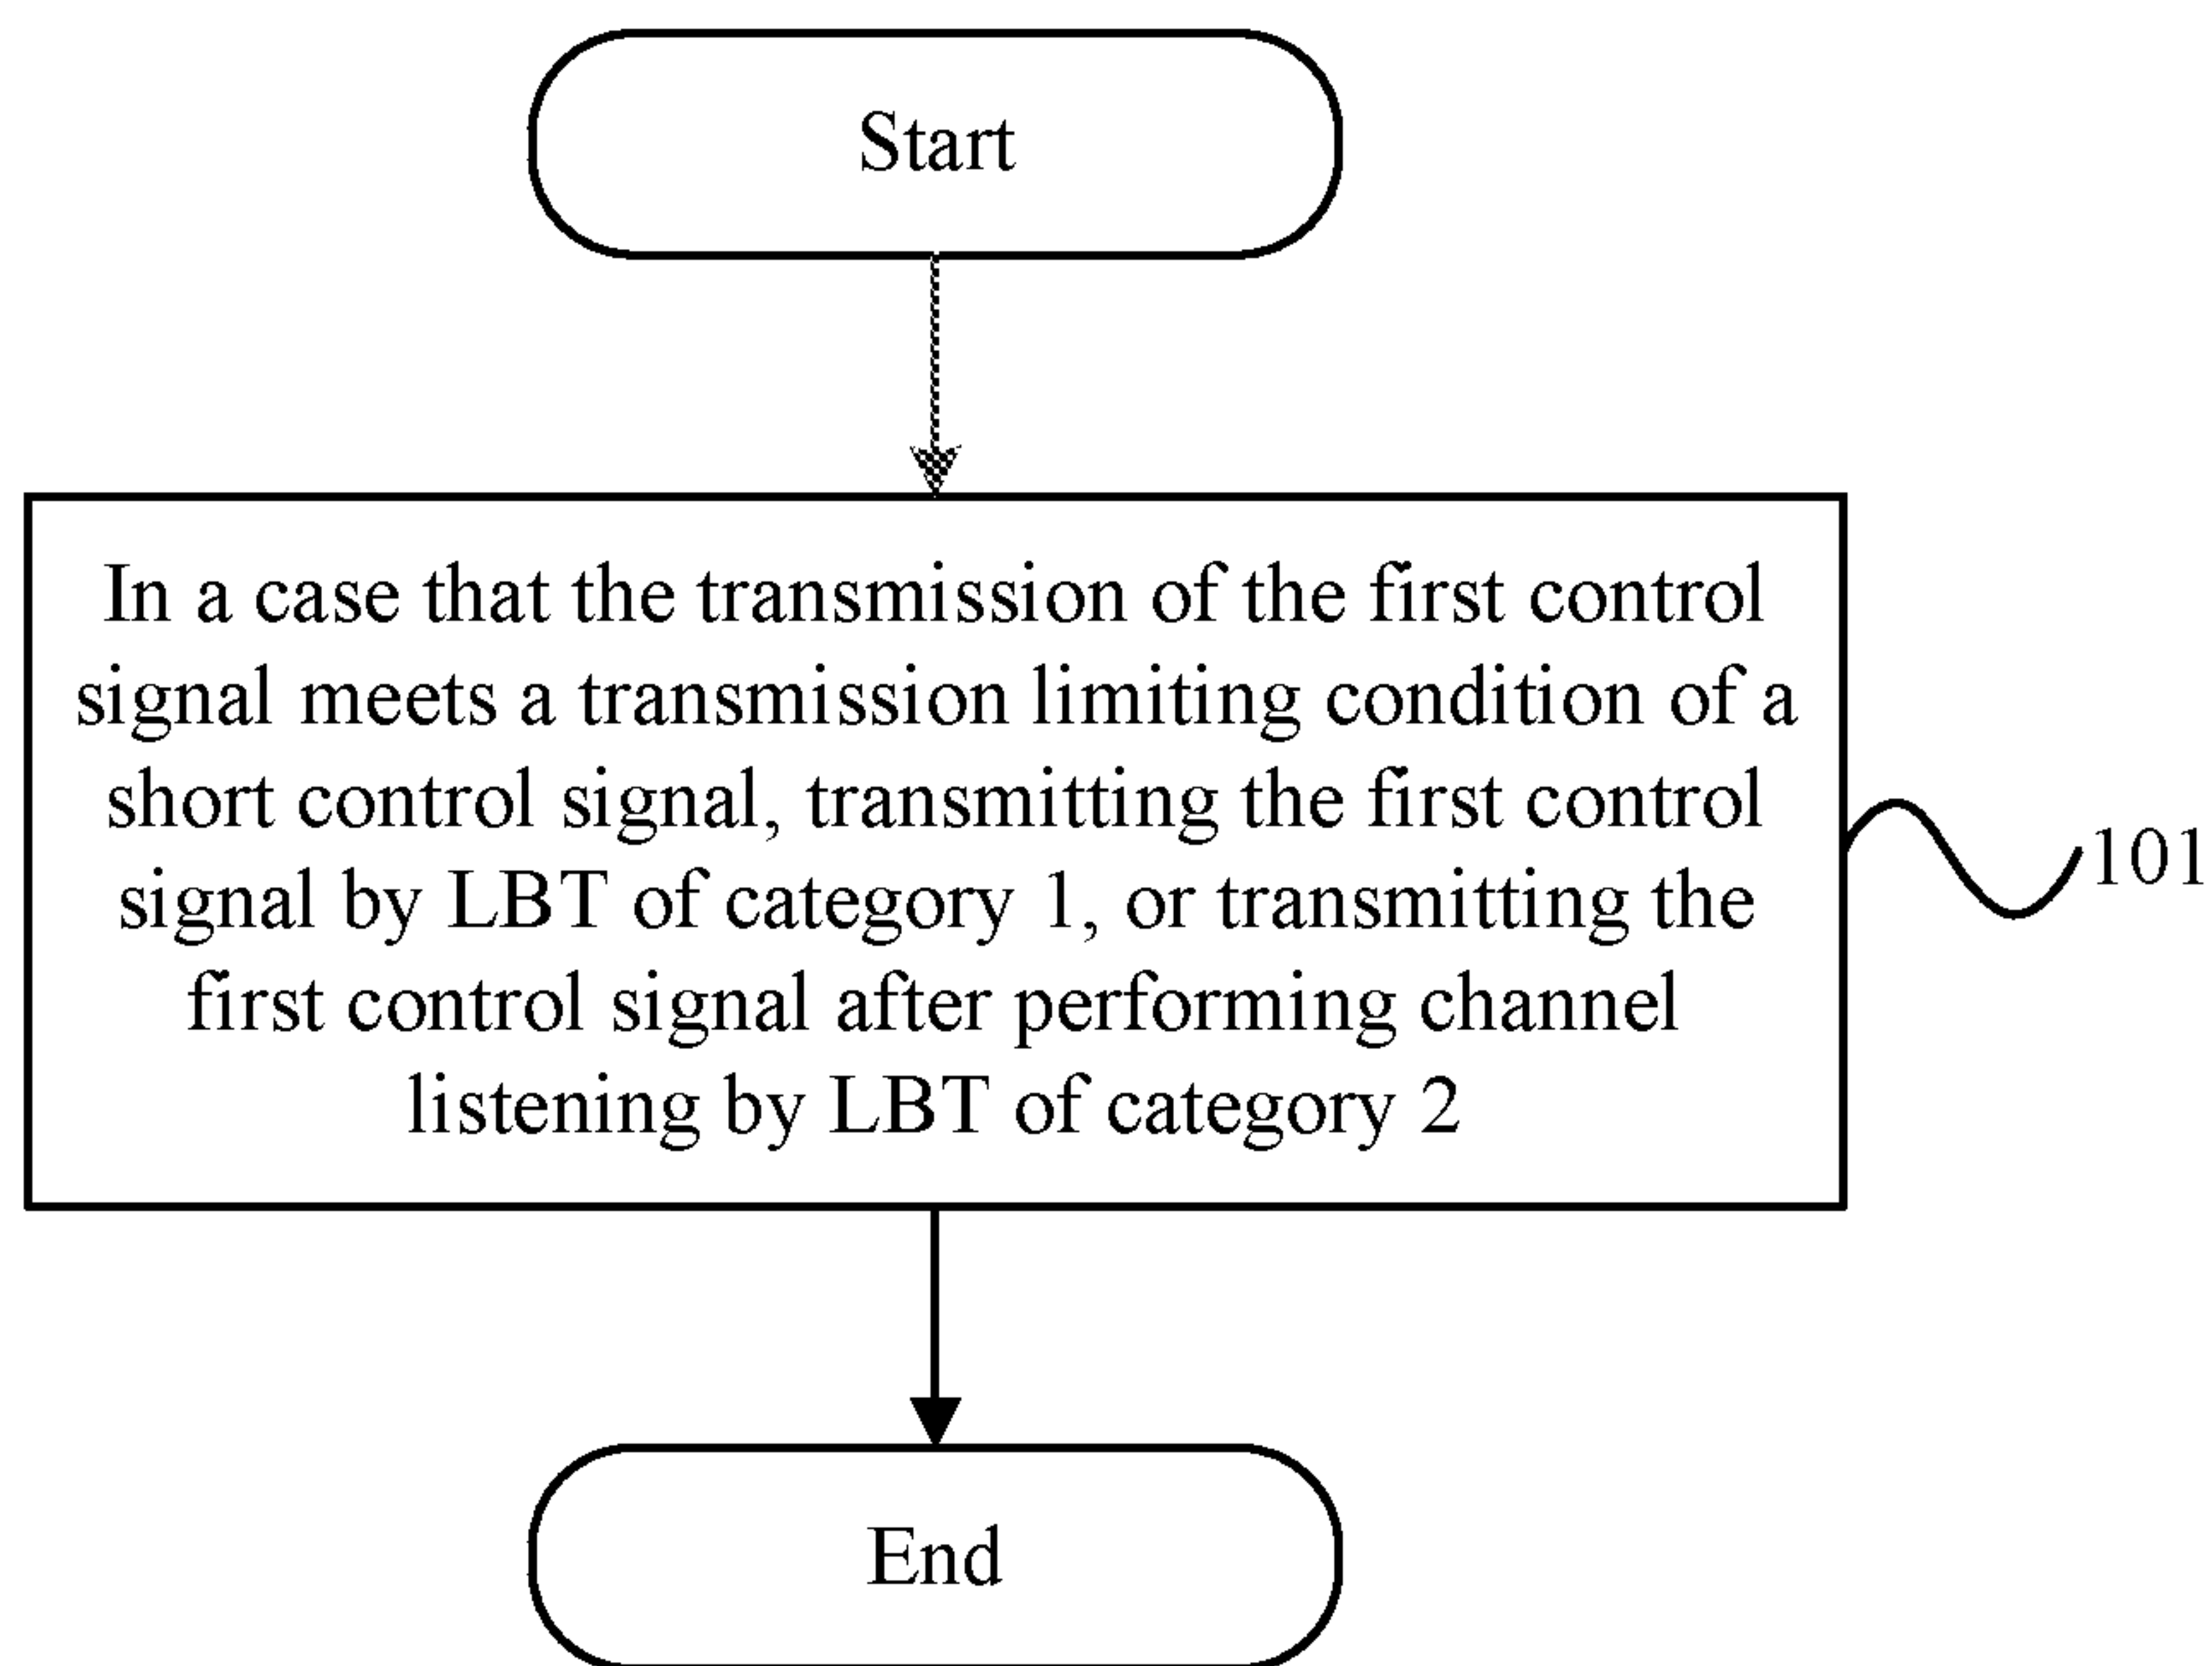 Start
In a case that the transmission of the first control
signal meets a transmission limiting condition of a
short control signal, transmitting the first control
signal by LBT of category 1, or transmitting the
first control signal after performing channel
listening by LBT of category 2
101
End